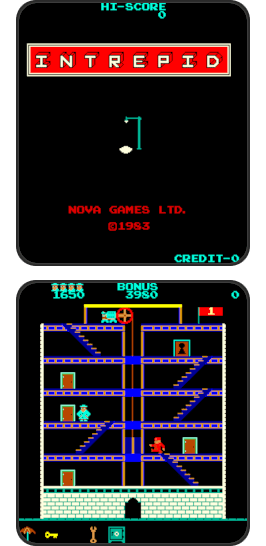 HI-SCORE
0
INTREPID
NOVA GAMES LTD.
©1983
CREDIT-0
BONUS
1650 3980 0
1